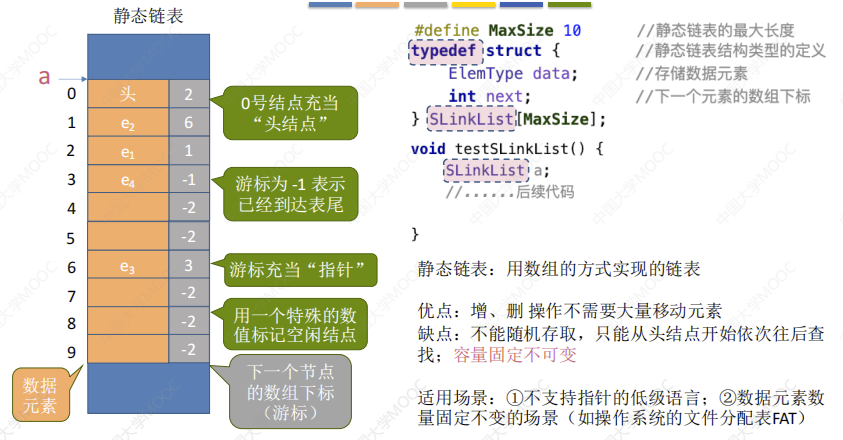 静态链表
a
0 头 2
1 e₂ 6
2 e₁ 1
3 e₄ -1
4 -2
5 -2
6 e₃ 3
7 -2
8 -2
9 -2
0号结点充当
“头结点”
游标为 -1 表示
已经到达表尾
游标充当“指针”
用一个特殊的数
值标记空闲结点
数据
元素
下一个节点
的数组下标
（游标）
#define MaxSize 10 //静态链表的最大长度
typedef struct { //静态链表结构类型的定义
ElemType data; //存储数据元素
int next; //下一个元素的数组下标
} SLinkList[MaxSize];
void testSLinkList() {
SLinkList a;
//......后续代码
}
静态链表：用数组的方式实现的链表
优点：增、删 操作不需要大量移动元素
缺点：不能随机存取，只能从头结点开始依次往后查
找；容量固定不可变
适用场景：①不支持指针的低级语言；②数据元素数
量固定不变的场景（如操作系统的文件分配表FAT）
中国大学MOOC